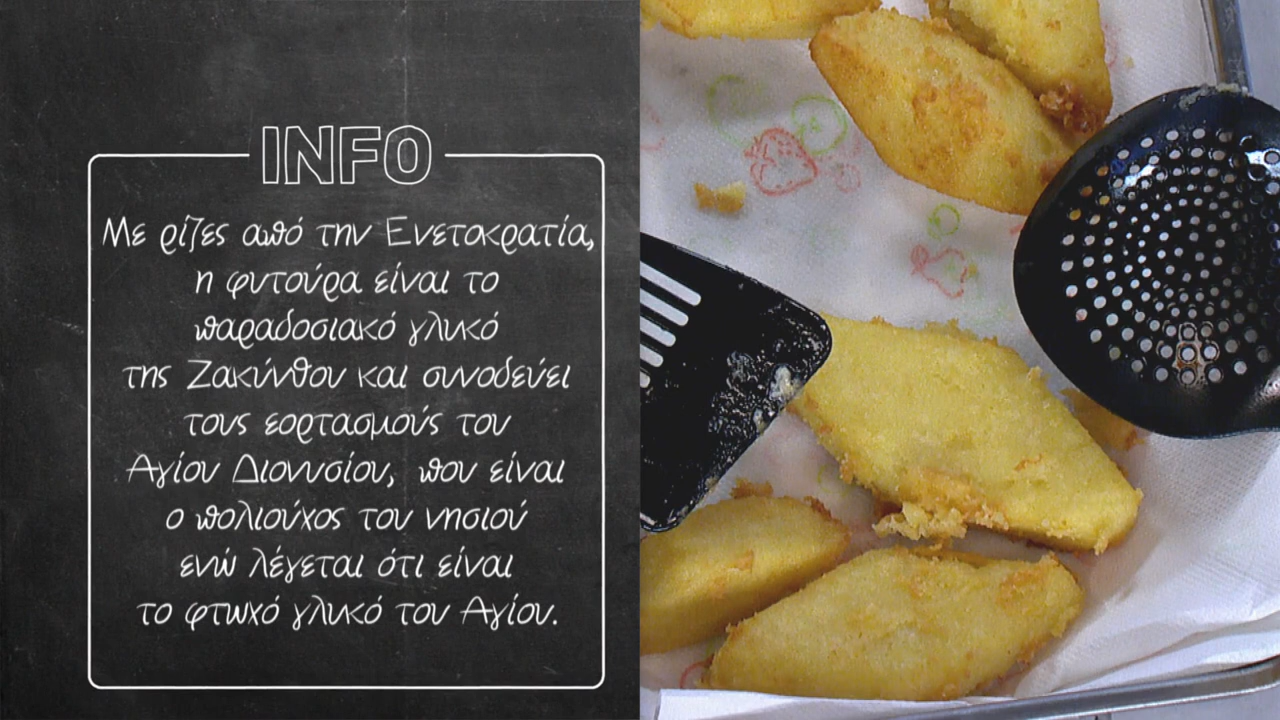 INFO
Με ρίζες από την Ενετοκρατία,
η φυτούρα είναι το
παραδοσιακό γλυκό
της Ζακύνθου και συνοδεύει
τους εορτασμούς του
Αγίου Διονυσίου, που είναι
ο πολιούχος του νησιού
ενώ λέγεται ότι είναι
το φτωχό γλυκό του Αγίου.